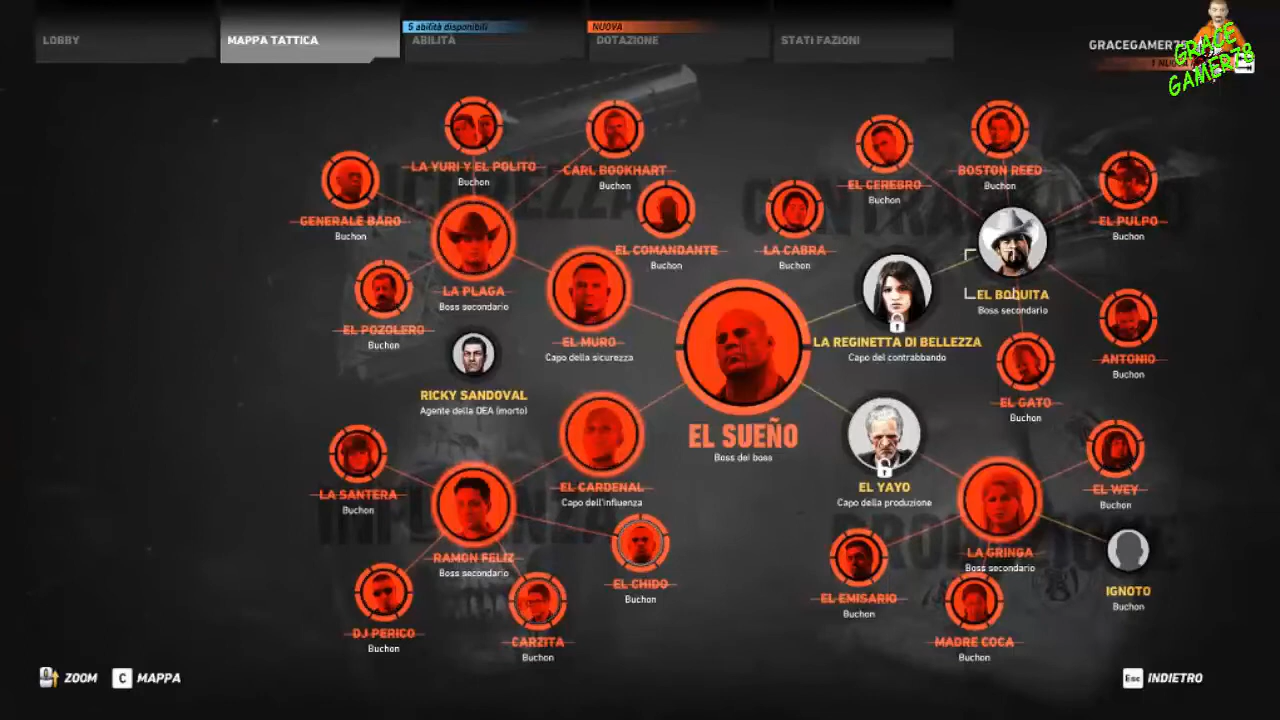 5 abilità disponibili
NUOVA
LOBBY
MAPPA TATTICA
ABILITÀ
DOTAZIONE
STATI FAZIONI
GRACEGAMER78
GRACE
GAMER78
LA YURI Y EL POLITO
Buchon
CARL BOOKHART
Buchon
EL CEREBRO
Buchon
BOSTON REED
Buchon
GENERALE BARO
Buchon
EL COMANDANTE
Buchon
LA CABRA
Buchon
EL PULPO
Buchon
LA PLAGA
Boss secondario
EL BOQUITA
Boss secondario
EL POZOLERO
Buchon
EL MURO
Capo della sicurezza
LA REGINETTA DI BELLEZZA
Capo del contrabbando
ANTONIO
Buchon
RICKY SANDOVAL
Agente della DEA (morto)
EL GATO
Buchon
EL SUEÑO
Boss dei boss
LA SANTERA
Buchon
EL CARDENAL
Capo dell'influenza
EL YAYO
Capo della produzione
EL WEY
Buchon
RAMON FELIZ
Boss secondario
LA GRINGA
Boss secondario
EL CHIDO
Buchon
EL EMISARIO
Buchon
IGNOTO
Buchon
DJ PERICO
Buchon
CARZITA
Buchon
MADRE COCA
Buchon
ZOOM
C MAPPA
Esc INDIETRO